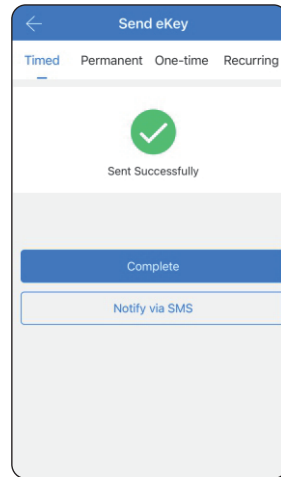 Send eKey
Timed Permanent One-time Recurring
Sent Successfully
Complete
Notify via SMS